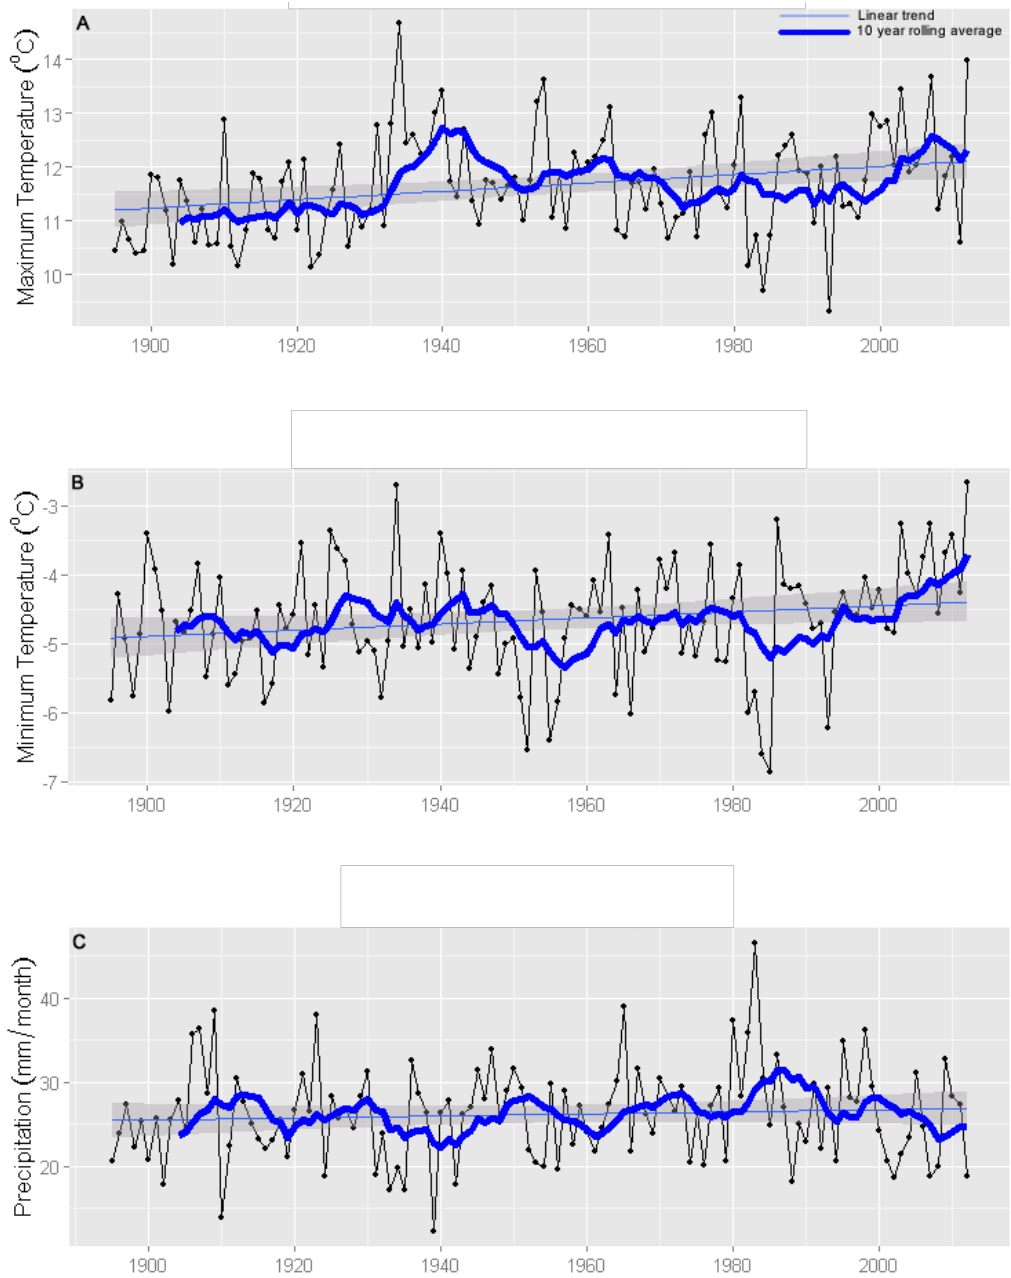 A
Linear trend
10 year rolling average
Maximum Temperature (⁰C)
14
13
12
11
10
1900 1920 1940 1960 1980 2000
B
Minimum Temperature (⁰C)
-3
-4
-5
-6
-7
1900 1920 1940 1960 1980 2000
C
Precipitation (mm/month)
40
30
20
1900 1920 1940 1960 1980 2000